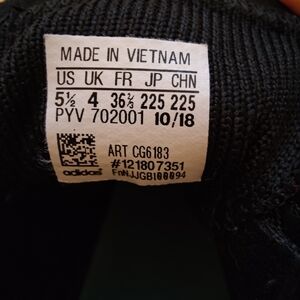 MADE IN VIETNAM
US UK FR JP CHN
5½ 4 36⅔ 225 225
PYV 702001 10/18
ART CG6183
#121807351
adidas